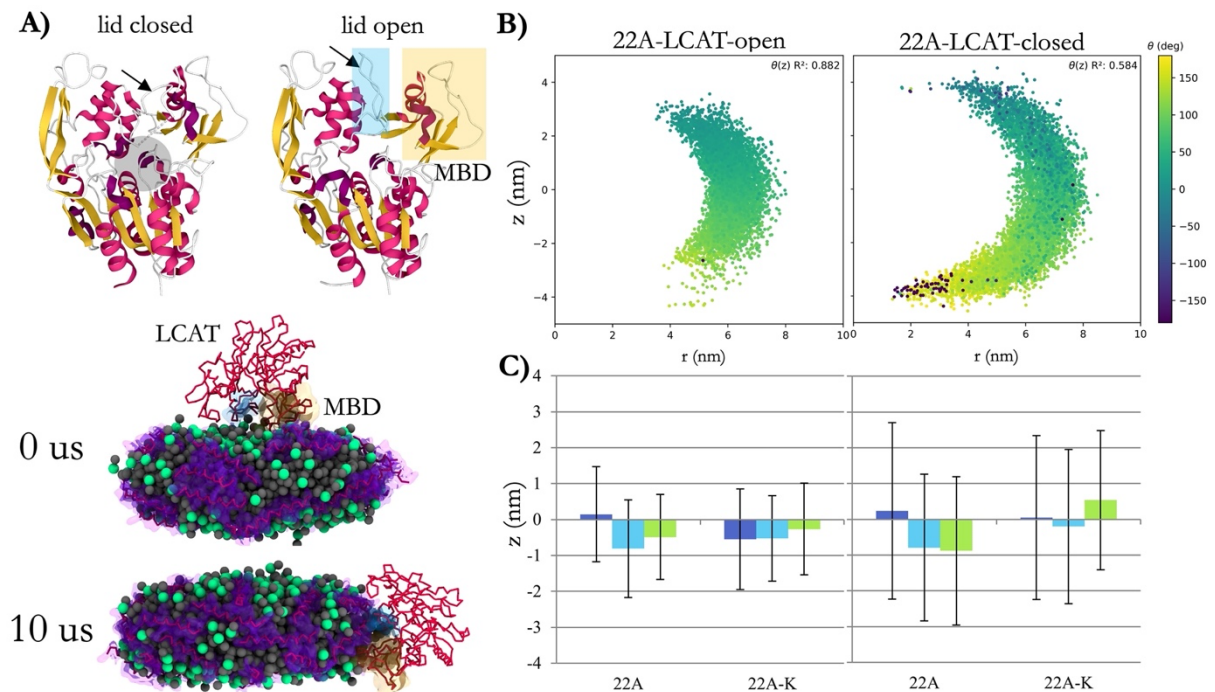 A)
lid closed
lid open
MBD
LCAT
MBD
0 us
10 us
B)
22A-LCAT-open
22A-LCAT-closed
θ (deg)
θ(z) R²: 0.882
θ(z) R²: 0.584
z (nm)
4
2
0
−2
−4
0 2 4 6 8 10
r (nm)
0 2 4 6 8 10
r (nm)
150
100
50
0
−50
−100
−150
C)
z (nm)
4
3
2
1
0
-1
-2
-3
-4
22A 22A-K 22A 22A-K